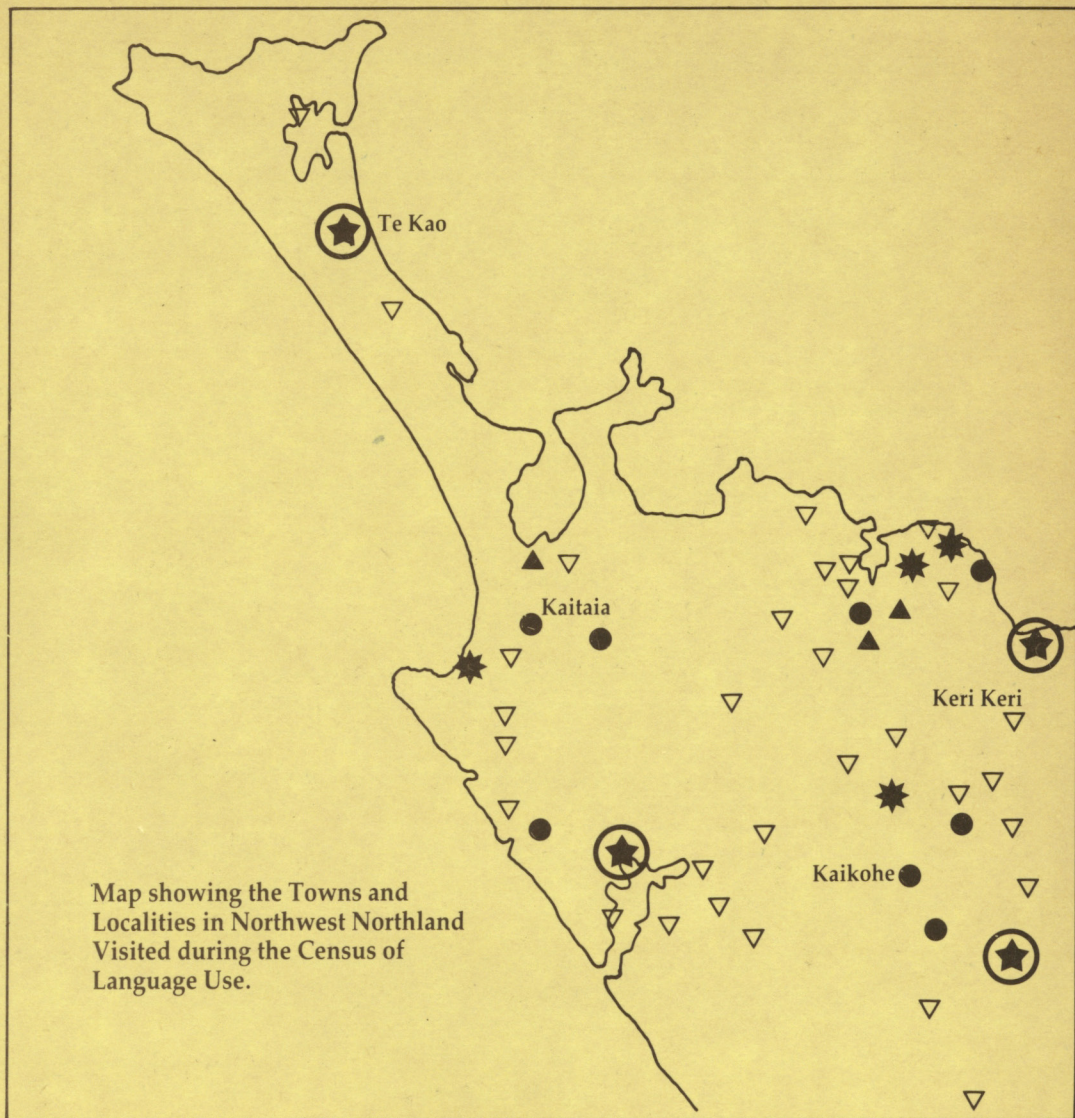 Te Kao
Kaitaia
Keri Keri
Kaikohe
Map showing the Towns and
Localities in Northwest Northland
Visited during the Census of
Language Use.